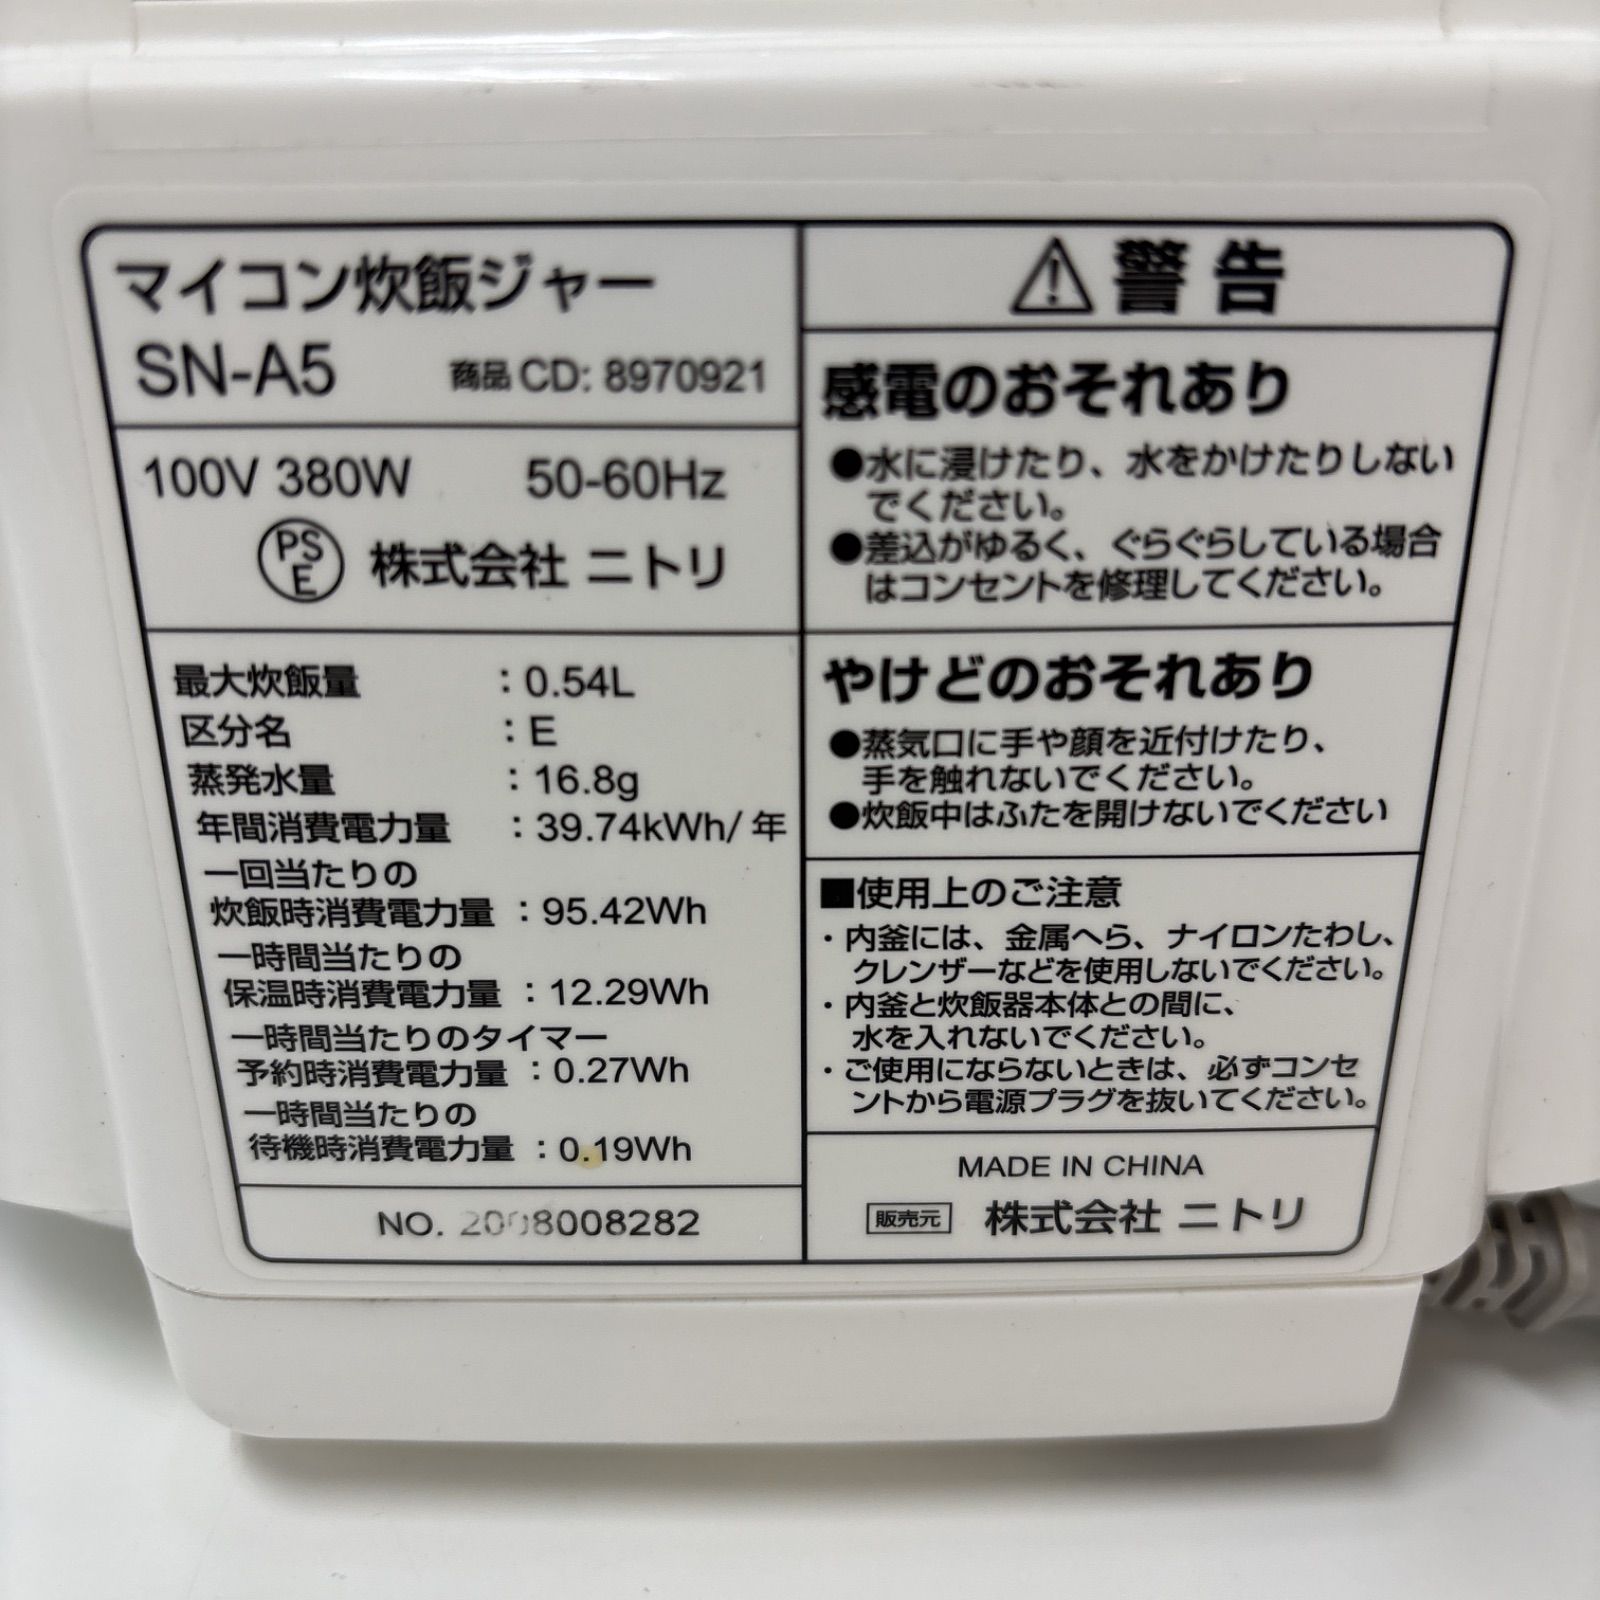 マイコン炊飯ジャー
SN-A5 商品CD: 8970921
100V 380W 50-60Hz
PSE 株式会社 ニトリ
最大炊飯量 : 0.54L
区分名 : E
蒸発水量 : 16.8g
年間消費電力量 : 39.74kWh/年
一回当たりの
炊飯時消費電力量 : 95.42Wh
一時間当たりの
保温時消費電力量 : 12.29Wh
一時間当たりのタイマー
予約時消費電力量 : 0.27Wh
一時間当たりの
待機時消費電力量 : 0.19Wh
NO. 2008008282
⚠警告
感電のおそれあり
●水に浸けたり、水をかけたりしない
でください。
●差込がゆるく、ぐらぐらしている場合
はコンセントを修理してください。
やけどのおそれあり
●蒸気口に手や顔を近付けたり、
手を触れないでください。
●炊飯中はふたを開けないでください
■使用上のご注意
・内釜には、金属へら、ナイロンたわし、
クレンザーなどを使用しないでください。
・内釜と炊飯器本体との間に、
水を入れないでください。
・ご使用にならないときは、必ずコンセ
ントから電源プラグを抜いてください。
MADE IN CHINA
販売元 株式会社 ニトリ